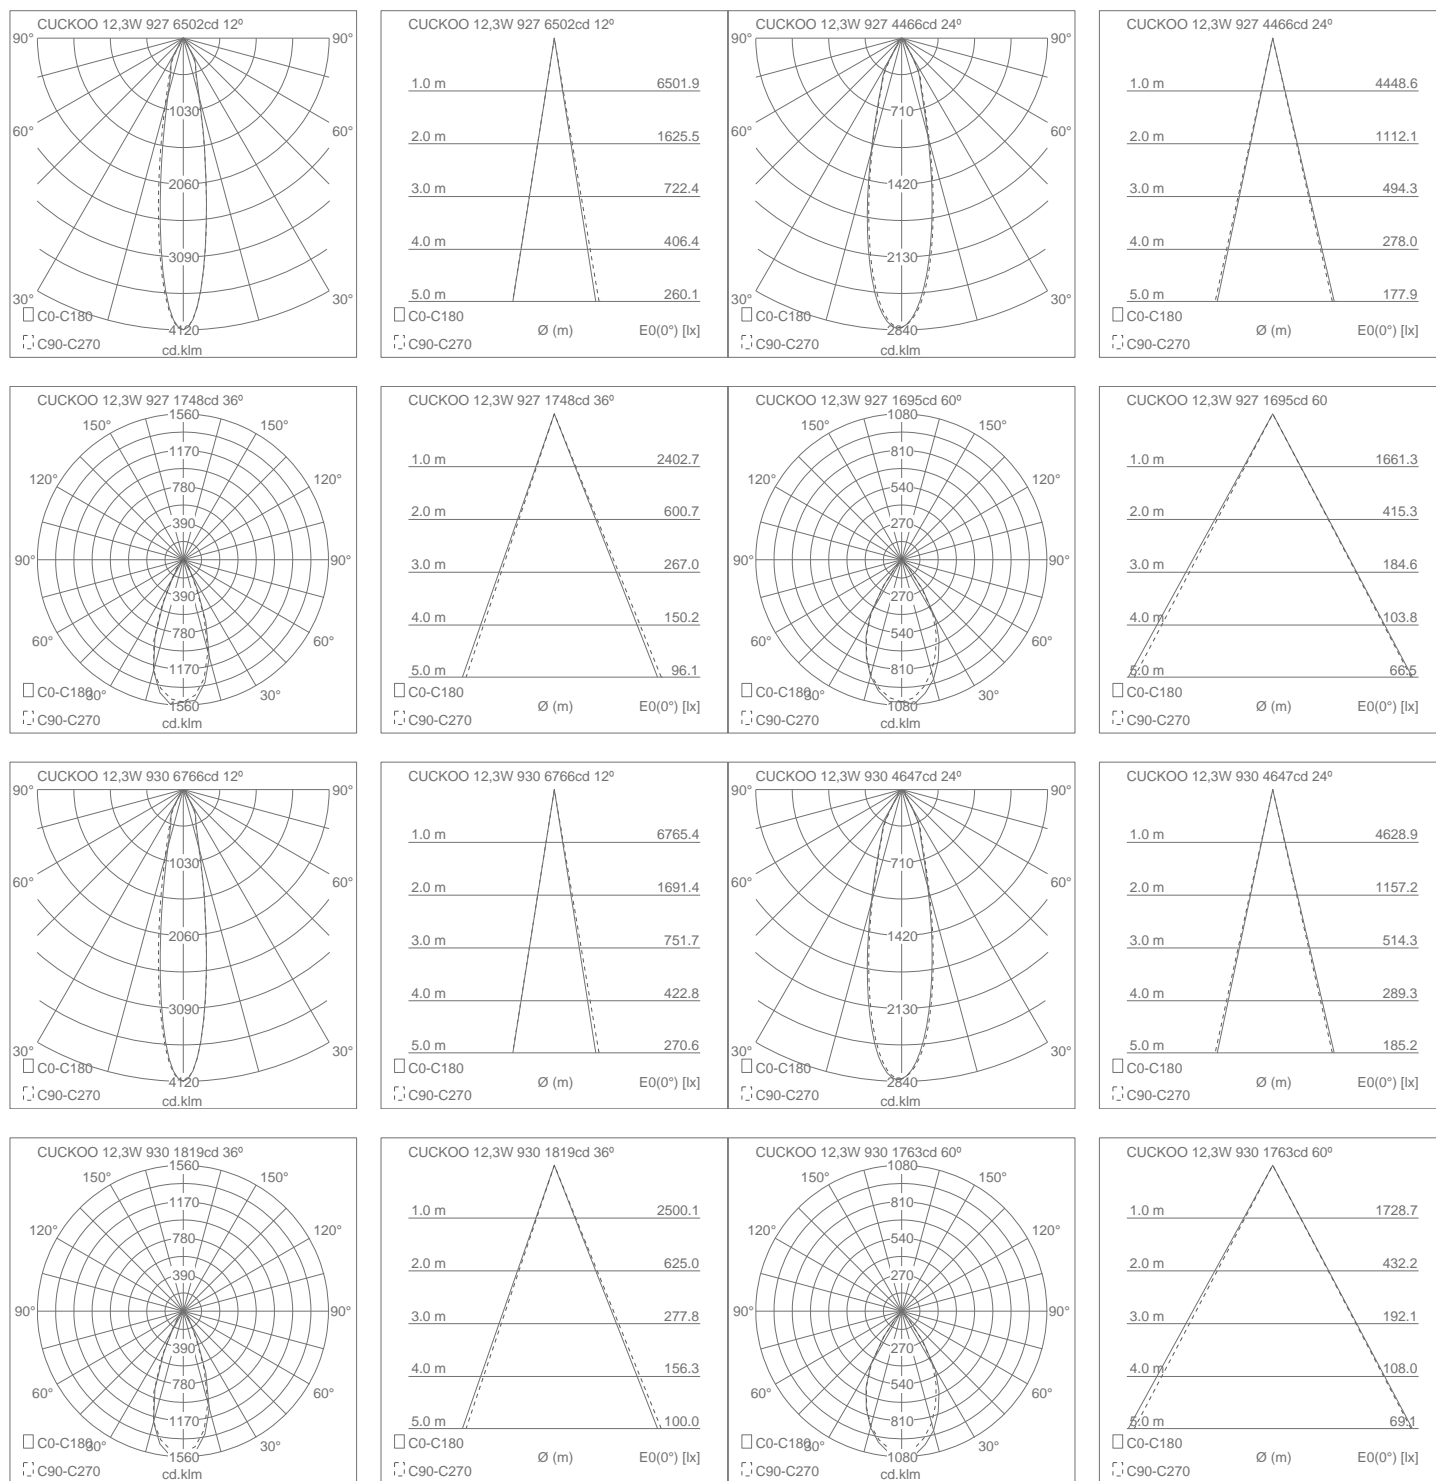 CUCKOO 12,3W 927 6502cd 12º
90° 90°
1030
60° 60°
2060
3090
30° 30°
C0-C180
4120
C90-C270
cd.klm
CUCKOO 12,3W 927 6502cd 12º
1.0 m 6501.9
2.0 m 1625.5
3.0 m 722.4
4.0 m 406.4
5.0 m 260.1
C0-C180
Ø (m) E0(0°) [lx]
C90-C270
CUCKOO 12,3W 927 4466cd 24º
90° 90°
710
60° 60°
1420
2130
30° 30°
C0-C180
2840
C90-C270
cd.klm
CUCKOO 12,3W 927 4466cd 24º
1.0 m 4448.6
2.0 m 1112.1
3.0 m 494.3
4.0 m 278.0
5.0 m 177.9
C0-C180
Ø (m) E0(0°) [lx]
C90-C270
CUCKOO 12,3W 927 1748cd 36º
1560
150° 150°
1170
120° 120°
780
390
90° 90°
390
780
60° 60°
1170
C0-C180 30° 30°
1560
C90-C270
cd.klm
CUCKOO 12,3W 927 1748cd 36º
1.0 m 2402.7
2.0 m 600.7
3.0 m 267.0
4.0 m 150.2
5.0 m 96.1
C0-C180
Ø (m) E0(0°) [lx]
C90-C270
CUCKOO 12,3W 927 1695cd 60º
1080
150° 150°
810
120° 120°
540
270
90° 90°
270
540
60° 60°
810
C0-C180 30° 30°
1080
C90-C270
cd.klm
CUCKOO 12,3W 927 1695cd 60
1.0 m 1661.3
2.0 m 415.3
3.0 m 184.6
4.0 m 103.8
5.0 m 66.5
C0-C180
Ø (m) E0(0°) [lx]
C90-C270
CUCKOO 12,3W 930 6766cd 12º
90° 90°
1030
60° 60°
2060
3090
30° 30°
C0-C180
4120
C90-C270
cd.klm
CUCKOO 12,3W 930 6766cd 12º
1.0 m 6765.4
2.0 m 1691.4
3.0 m 751.7
4.0 m 422.8
5.0 m 270.6
C0-C180
Ø (m) E0(0°) [lx]
C90-C270
CUCKOO 12,3W 930 4647cd 24º
90° 90°
710
60° 60°
1420
2130
30° 30°
C0-C180
2840
C90-C270
cd.klm
CUCKOO 12,3W 930 4647cd 24º
1.0 m 4628.9
2.0 m 1157.2
3.0 m 514.3
4.0 m 289.3
5.0 m 185.2
C0-C180
Ø (m) E0(0°) [lx]
C90-C270
CUCKOO 12,3W 930 1819cd 36º
1560
150° 150°
1170
120° 120°
780
390
90° 90°
390
780
60° 60°
1170
C0-C180 30° 30°
1560
C90-C270
cd.klm
CUCKOO 12,3W 930 1819cd 36º
1.0 m 2500.1
2.0 m 625.0
3.0 m 277.8
4.0 m 156.3
5.0 m 100.0
C0-C180
Ø (m) E0(0°) [lx]
C90-C270
CUCKOO 12,3W 930 1763cd 60º
1080
150° 150°
810
120° 120°
540
270
90° 90°
270
540
60° 60°
810
C0-C180 30° 30°
1080
C90-C270
cd.klm
CUCKOO 12,3W 930 1763cd 60º
1.0 m 1728.7
2.0 m 432.2
3.0 m 192.1
4.0 m 108.0
5.0 m 69.1
C0-C180
Ø (m) E0(0°) [lx]
C90-C270